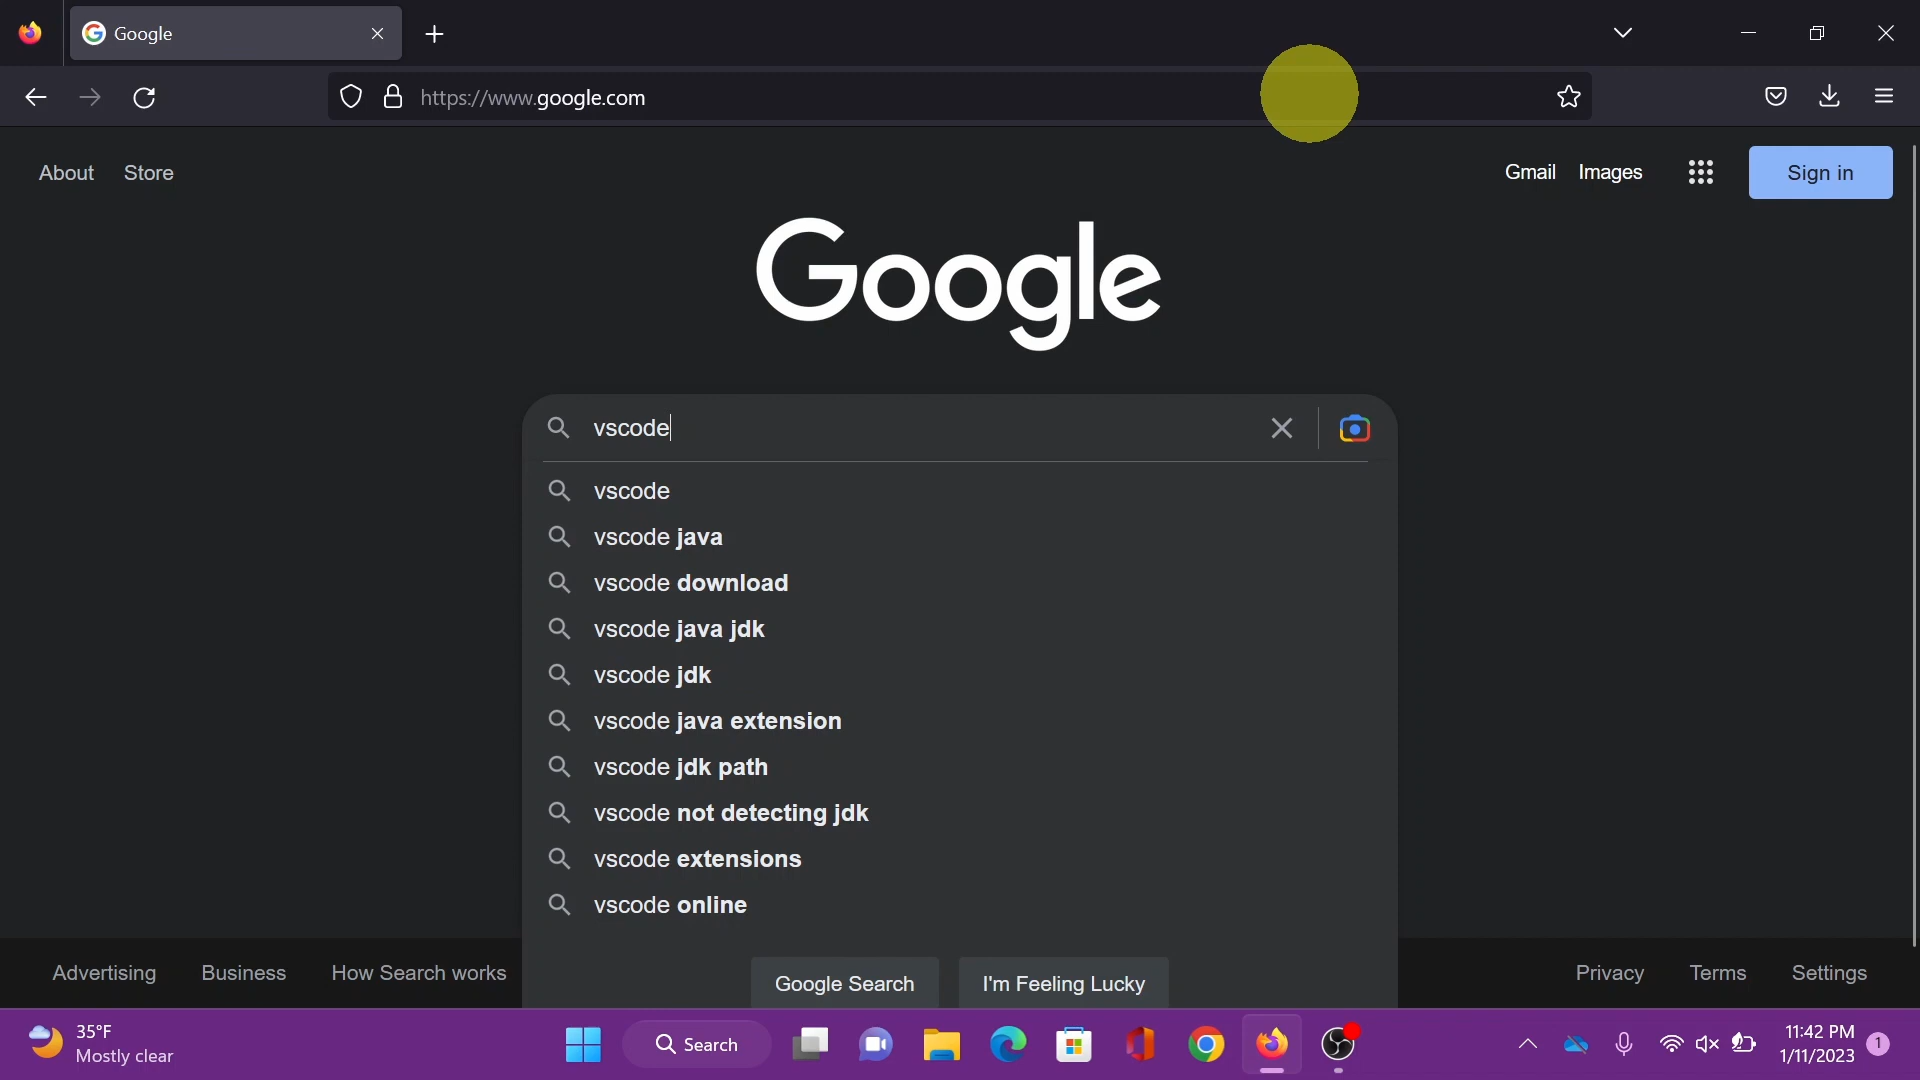 Google
https://www.google.com
About Store
Gmail Images Sign in
Google
vscode
vscode
vscode java
vscode download
vscode java jdk
vscode jdk
vscode java extension
vscode jdk path
vscode not detecting jdk
vscode extensions
vscode online
Google Search I'm Feeling Lucky
Advertising Business How Search works
Privacy Terms Settings
35°F
Mostly clear
Search
11:42 PM
1/11/2023
1